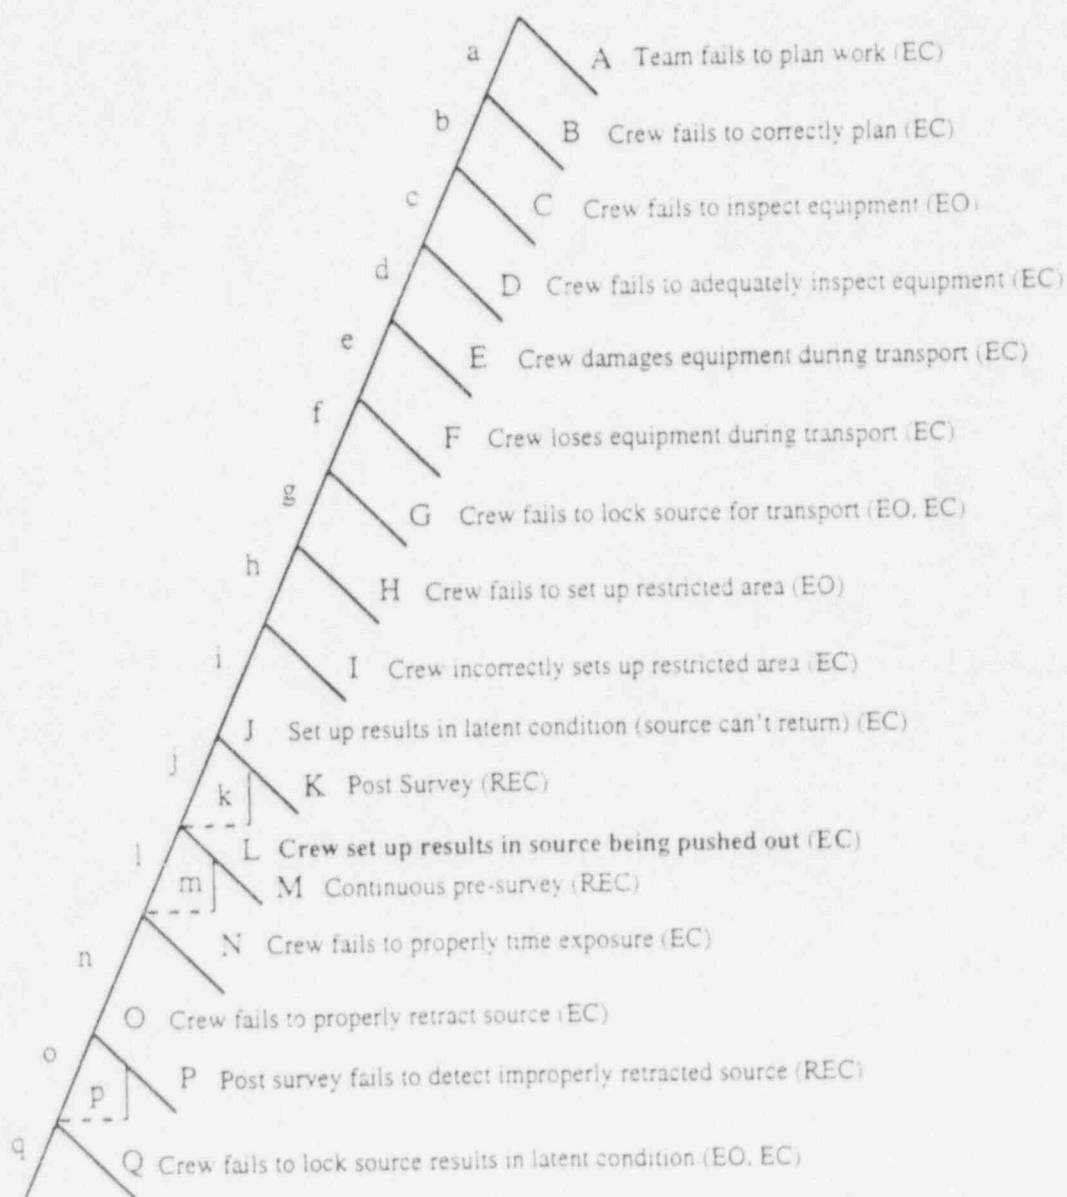 a
A Team fails to plan work (EC)
b
B Crew fails to correctly plan (EC)
c
C Crew fails to inspect equipment (EO)
d
D Crew fails to adequately inspect equipment (EC)
e
E Crew damages equipment during transport (EC)
f
F Crew loses equipment during transport (EC)
g
G Crew fails to lock source for transport (EO, EC)
h
H Crew fails to set up restricted area (EO)
i
I Crew incorrectly sets up restricted area (EC)
J Set up results in latent condition (source can't return) (EC)
j
k
K Post Survey (REC)
l
L Crew set up results in source being pushed out (EC)
m
M Continuous pre-survey (REC)
N Crew fails to properly time exposure (EC)
n
O Crew fails to properly retract source (EC)
o
p
P Post survey fails to detect improperly retracted source (REC)
q
Q Crew fails to lock source results in latent condition (EO, EC)